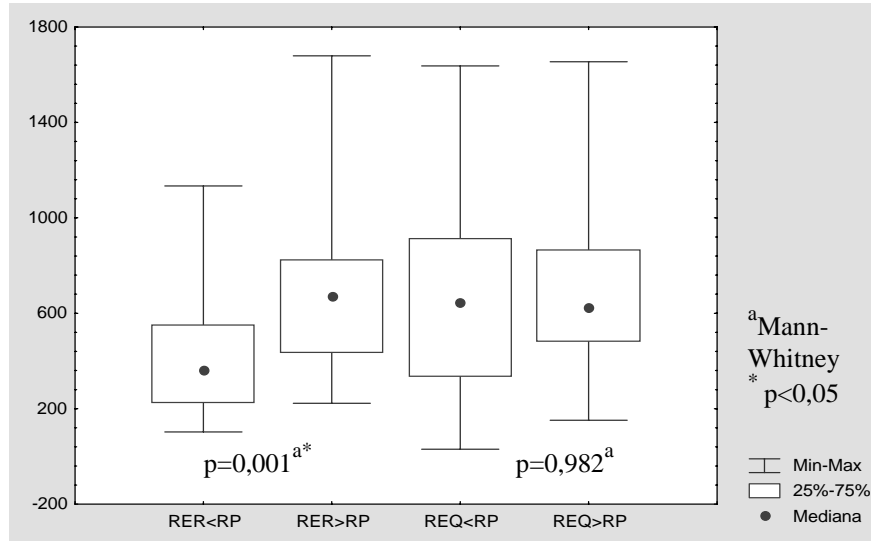 1800
1400
1000
600
200
-200
p=0,001a*
p=0,982a
RER<RP RER>RP REQ<RP REQ>RP
aMann-
Whitney
* p<0,05
Min-Max
25%-75%
Mediana